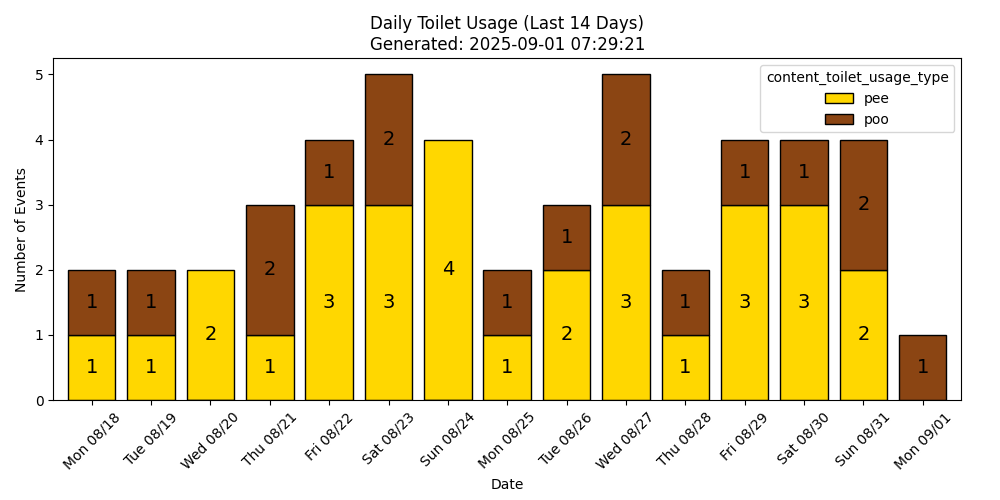 Daily Toilet Usage (Last 14 Days)
Generated: 2025-09-01 07:29:21
content_toilet_usage_type
pee
poo
Number of Events
5
4
3
2
1
0
1
1
1
1
2
2
1
1
3
2
3
4
1
1
1
2
2
3
1
1
1
3
1
3
2
2
1
Mon 08/18
Tue 08/19
Wed 08/20
Thu 08/21
Fri 08/22
Sat 08/23
Sun 08/24
Mon 08/25
Tue 08/26
Wed 08/27
Thu 08/28
Fri 08/29
Sat 08/30
Sun 08/31
Mon 09/01
Date